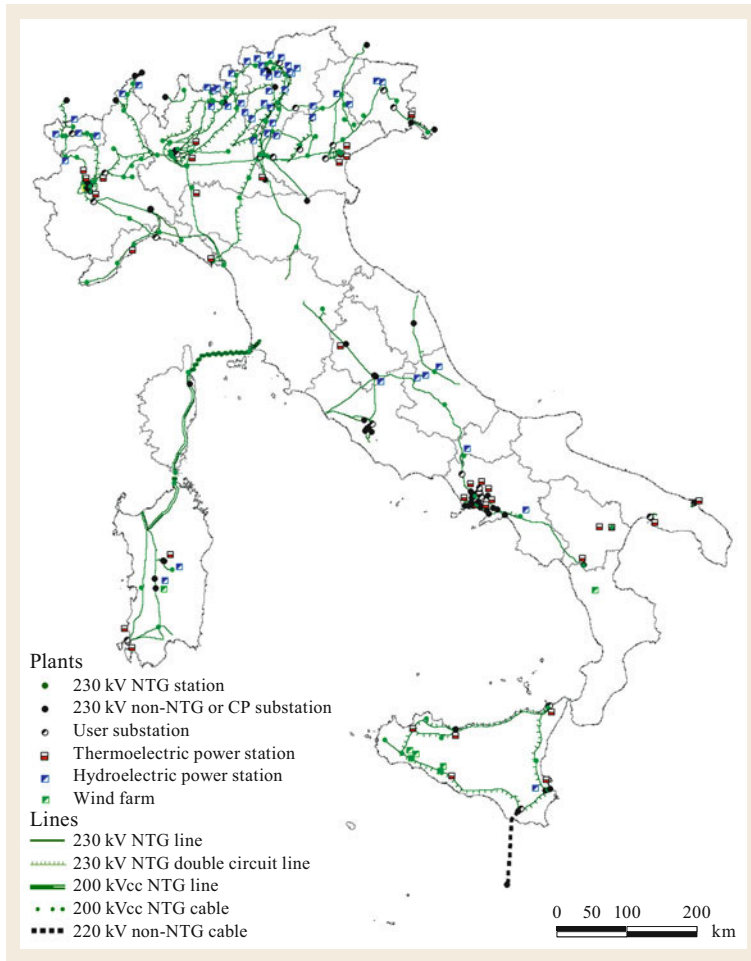 Plants
230 kV NTG station
230 kV non-NTG or CP substation
User substation
Thermoelectric power station
Hydroelectric power station
Wind farm
Lines
230 kV NTG line
230 kV NTG double circuit line
200 kVcc NTG line
200 kVcc NTG cable
220 kV non-NTG cable
0 50 100 200
km